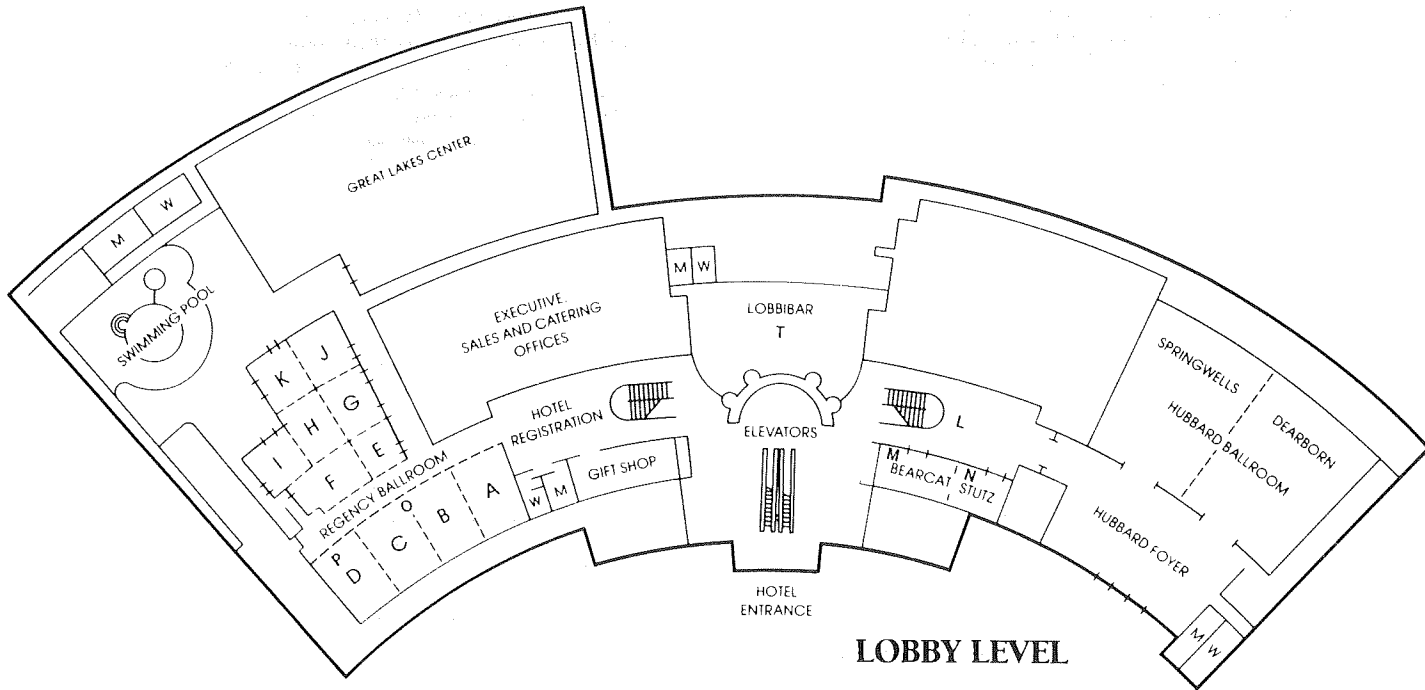 GREAT LAKES CENTER
W
M
SWIMMING POOL
M W
EXECUTIVE,
SALES AND CATERING
OFFICES
LOBBIBAR
T
SPRINGWELLS
DEARBORN
HUBBARD BALLROOM
HUBBARD FOYER
K J
H G
I F E
REGENCY BALLROOM
O
P
D C B A
HOTEL
REGISTRATION
W M
GIFT SHOP
ELEVATORS
L
M
BEARCAT
N
STUTZ
HOTEL
ENTRANCE
M W
LOBBY LEVEL